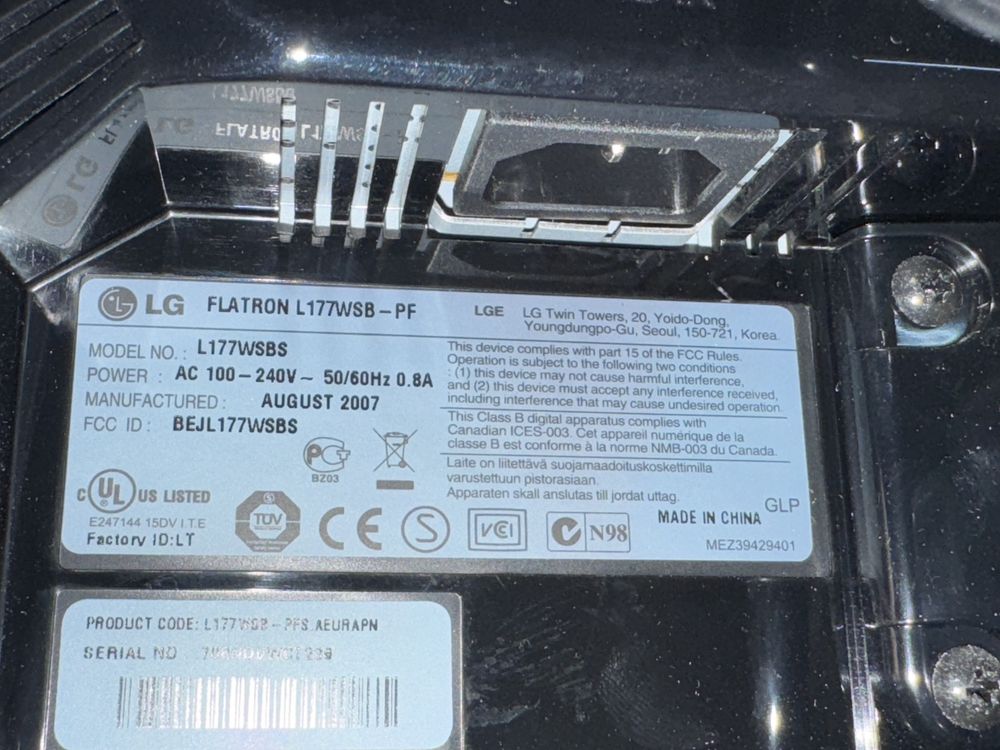 LG FLATRON L177WSB-PF
LGE LG Twin Towers, 20, Yoido-Dong,
Youngdungpo-Gu, Seoul, 150-721, Korea.
MODEL NO. : L177WSBS
POWER : AC 100-240V~ 50/60Hz 0.8A
MANUFACTURED : AUGUST 2007
FCC ID : BEJL177WSBS
This device complies with part 15 of the FCC Rules.
Operation is subject to the following two conditions
: (1) this device may not cause harmful interference,
and (2) this device must accept any interference received,
including interference that may cause undesired operation.
This Class B digital apparatus complies with
Canadian ICES-003. Cet appareil numérique de la
classe B est conforme à la norme NMB-003 du Canada.
Laite on liitettävä suojamaadoituskoskettimilla
varustettuun pistorasiaan.
Apparaten skall anslutas till jordat uttag.
PCT
BZ03
C UL US LISTED
E247144 15DV I.T.E
Factory ID:LT
TÜV
CE
S
VCI
N98
MADE IN CHINA
GLP
MEZ39429401
PRODUCT CODE: L177WSB-PFS.AEURAPN
SERIAL NO